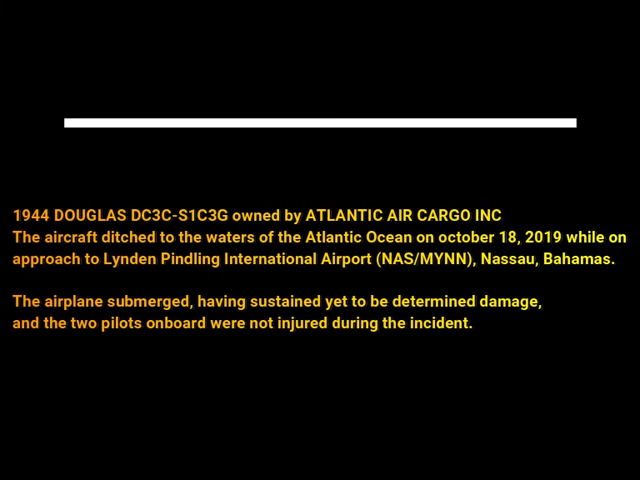 1944 DOUGLAS DC3C-S1C3G owned by ATLANTIC AIR CARGO INC
The aircraft ditched to the waters of the Atlantic Ocean on october 18, 2019 while on
approach to Lynden Pindling International Airport (NAS/MYNN), Nassau, Bahamas.
The airplane submerged, having sustained yet to be determined damage,
and the two pilots onboard were not injured during the incident.